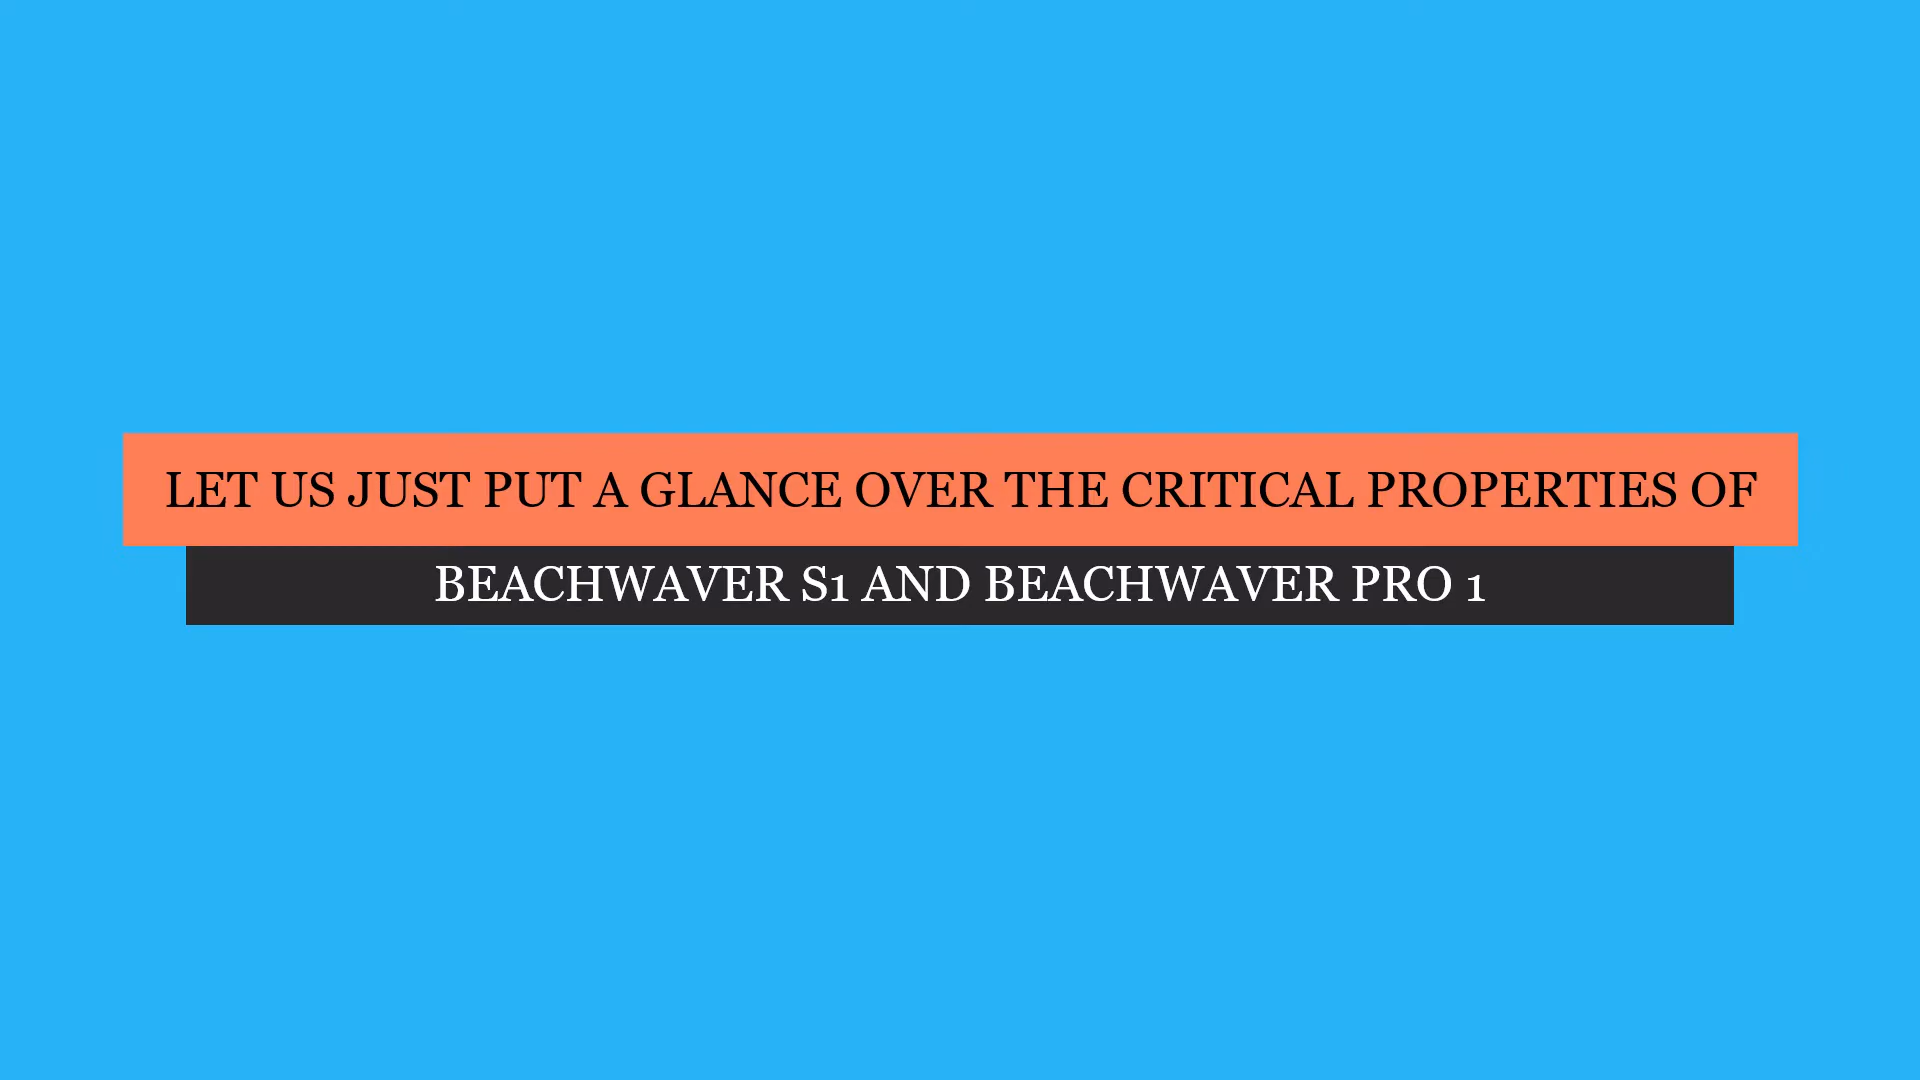 LET US JUST PUT A GLANCE OVER THE CRITICAL PROPERTIES OF
BEACHWAVER S1 AND BEACHWAVER PRO 1